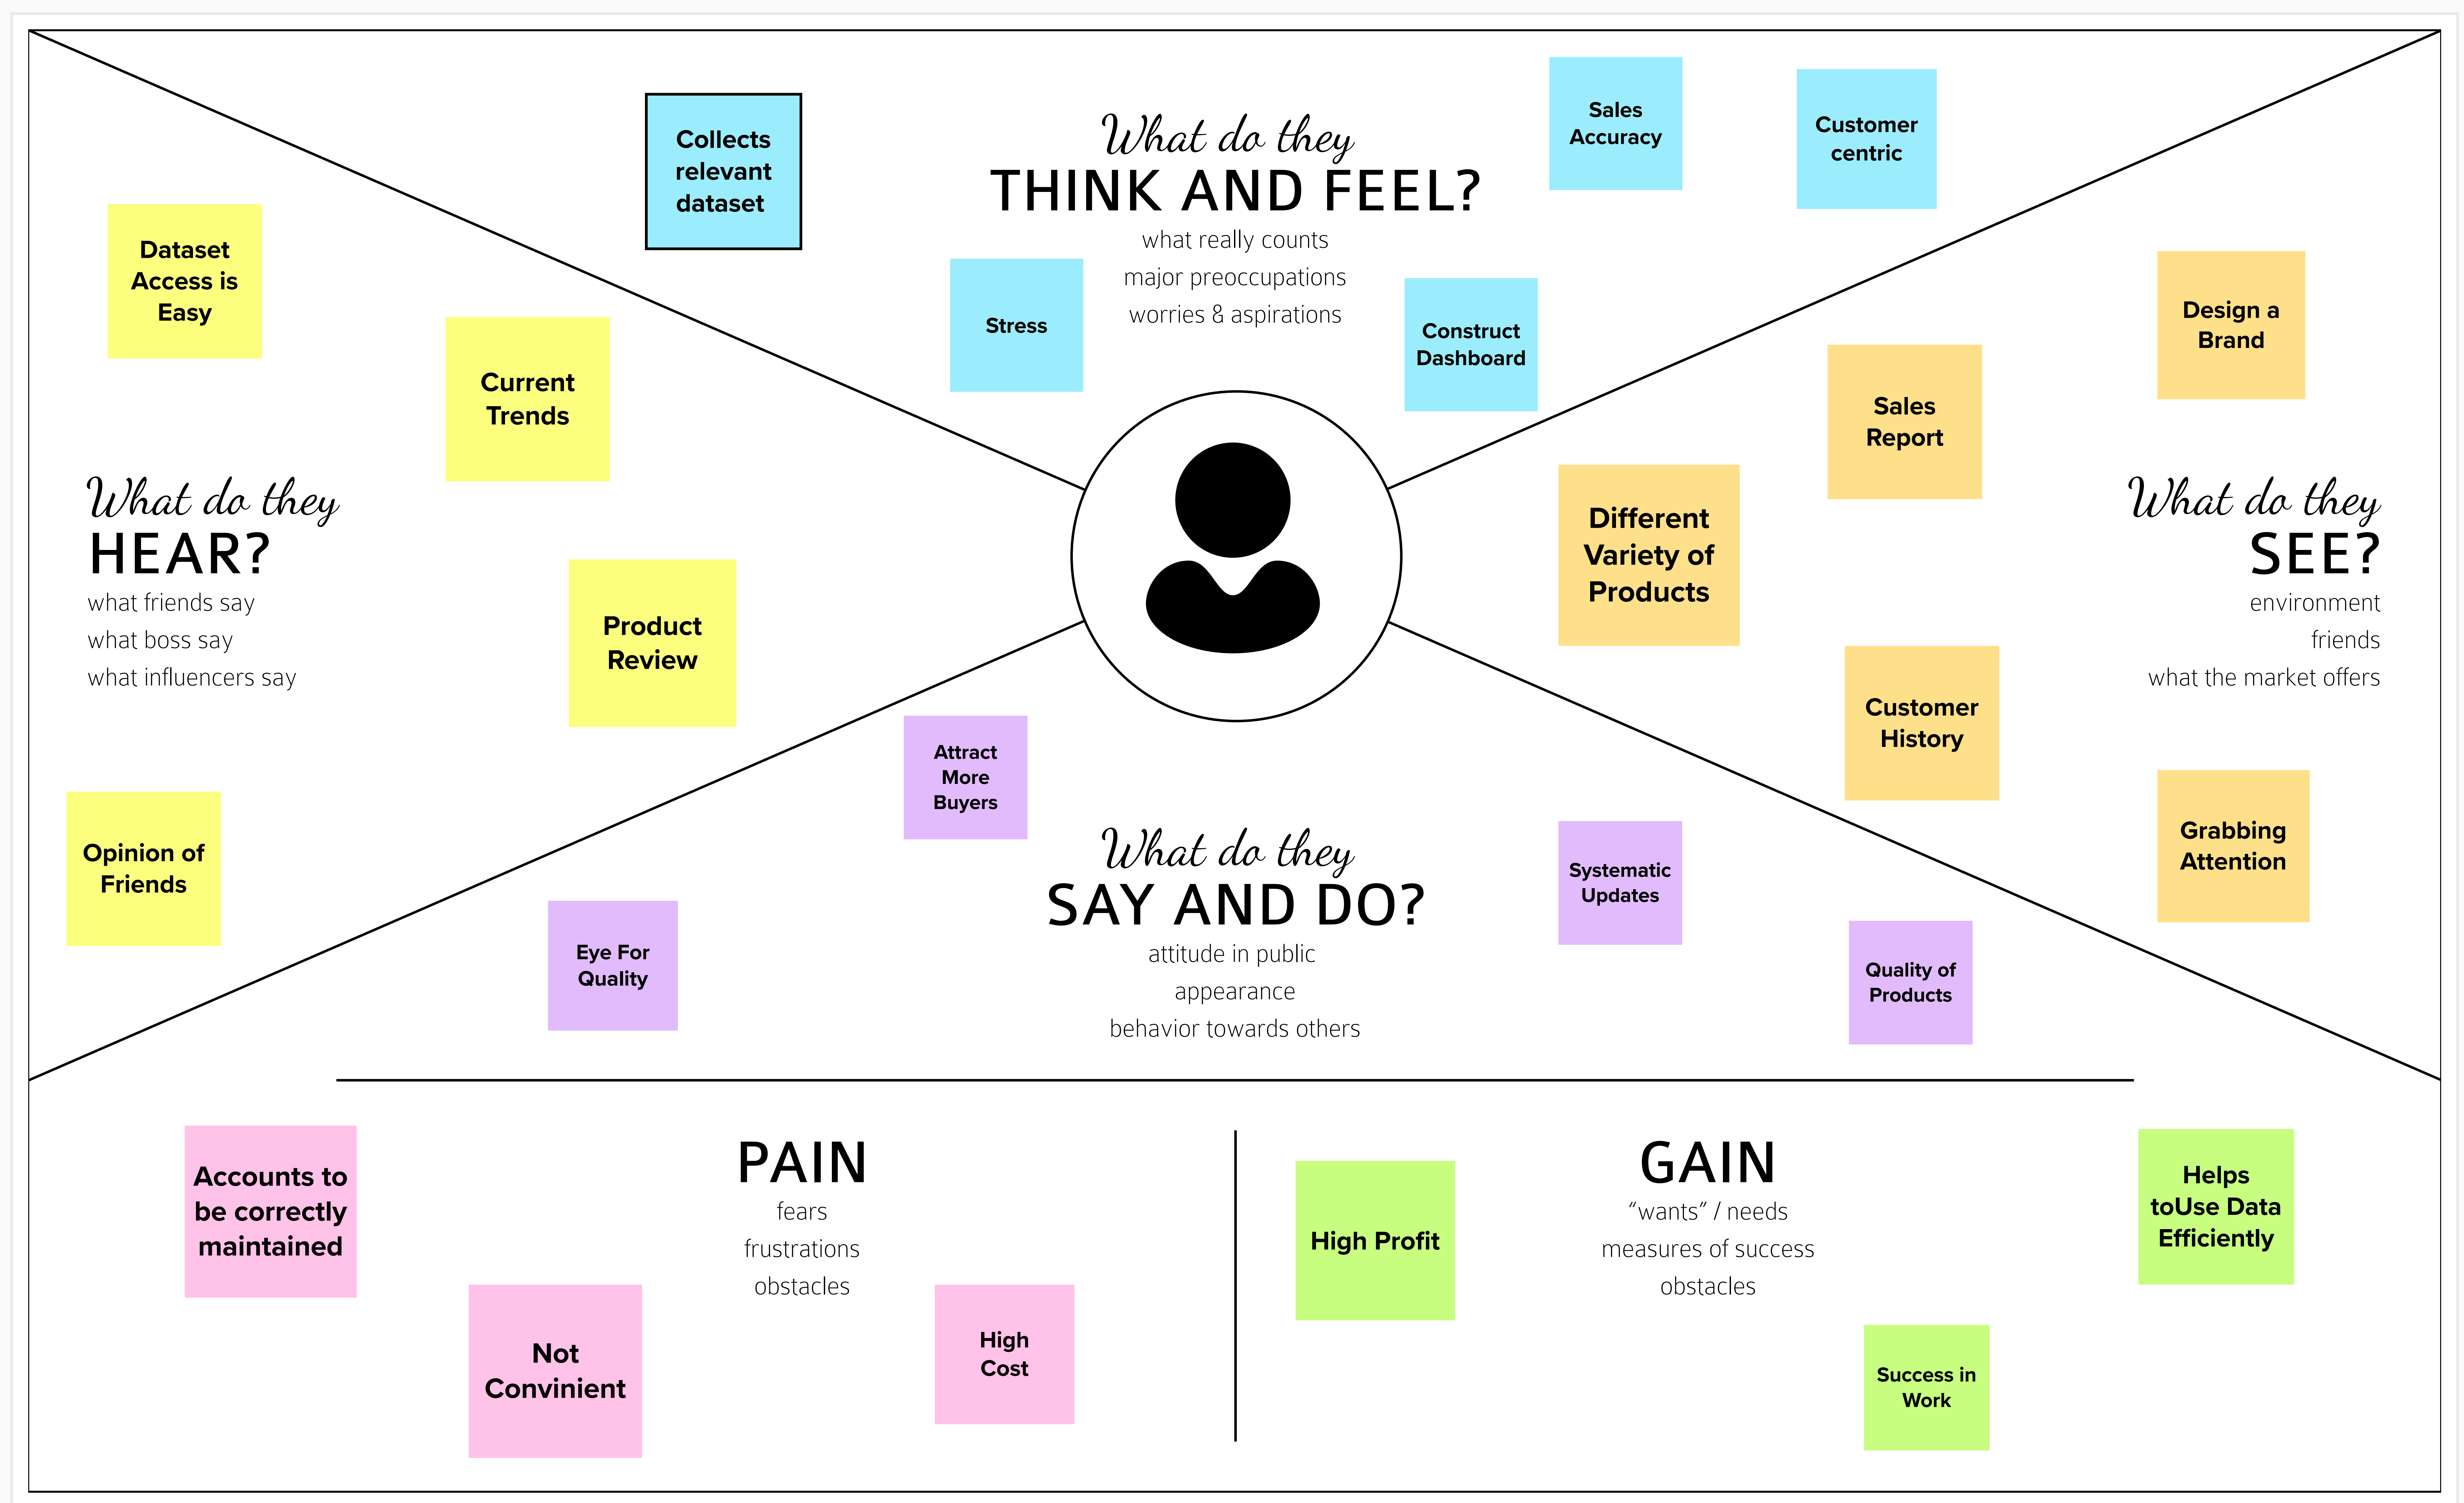 What do they
THINK AND FEEL?
what really counts
major preoccupations
worries & aspirations
Collects
relevant
dataset
Stress
Sales
Accuracy
Customer
centric
Construct
Dashboard
What do they
HEAR?
what friends say
what boss say
what influencers say
Dataset
Access is
Easy
Current
Trends
Product
Review
Opinion of
Friends
What do they
SEE?
environment
friends
what the market offers
Design a
Brand
Sales
Report
Different
Variety of
Products
Customer
History
Grabbing
Attention
What do they
SAY AND DO?
attitude in public
appearance
behavior towards others
Attract
More
Buyers
Eye For
Quality
Systematic
Updates
Quality of
Products
PAIN
fears
frustrations
obstacles
Accounts to
be correctly
maintained
Not
Convinient
High
Cost
GAIN
“wants” / needs
measures of success
obstacles
High Profit
Helps
toUse Data
Efficiently
Success in
Work